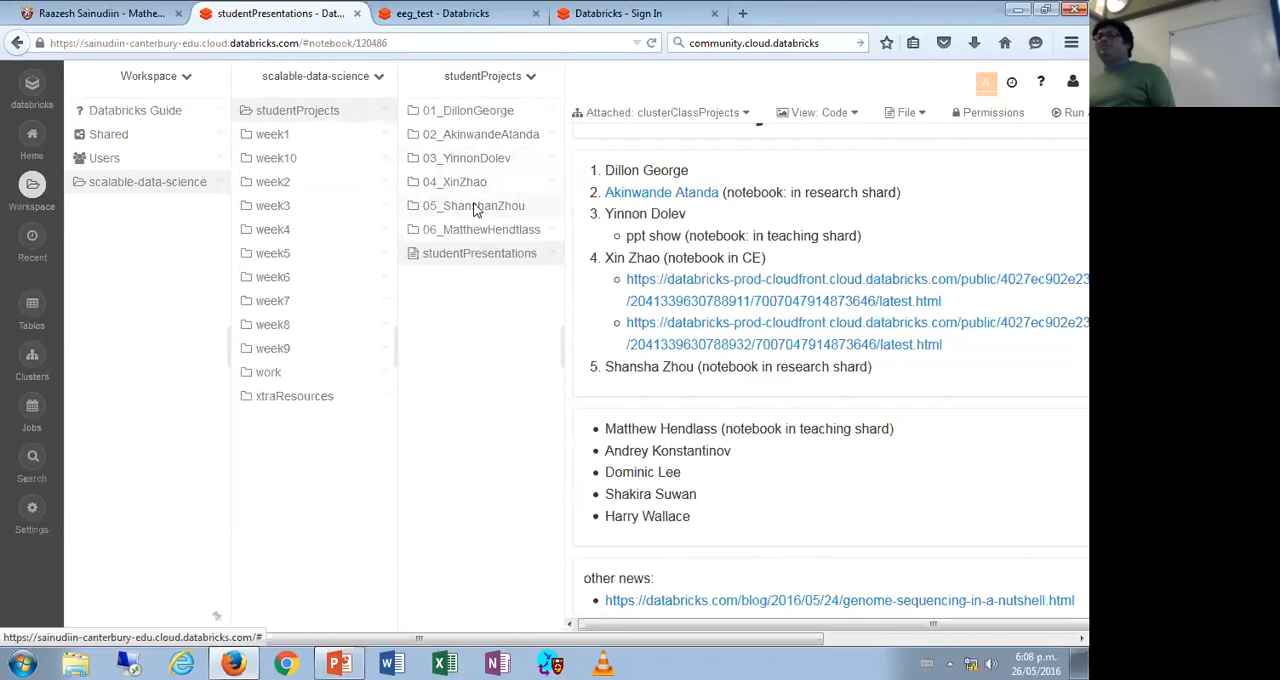 Raazesh Sainudiin - Mathe...
studentPresentations - Dat...
eeg_test - Databricks
Databricks - Sign In
https://sainudiin-canterbury-edu.cloud.databricks.com/#notebook/120486
community.cloud.databricks
databricks
Home
Workspace
Recent
Tables
Clusters
Jobs
Search
Settings
Workspace
Databricks Guide
Shared
Users
scalable-data-science
scalable-data-science
studentProjects
week1
week10
week2
week3
week4
week5
week6
week7
week8
week9
work
xtraResources
studentProjects
01_DillonGeorge
02_AkinwandeAtanda
03_YinnonDolev
04_XinZhao
05_ShanshanZhou
06_MatthewHendtlass
studentPresentations
A
?
Attached: clusterClassProjects
View: Code
File
Permissions
Run
1. Dillon George
2. Akinwande Atanda (notebook: in research shard)
3. Yinnon Dolev
ppt show (notebook: in teaching shard)
4. Xin Zhao (notebook in CE)
https://databricks-prod-cloudfront.cloud.databricks.com/public/4027ec902e23
/2041339630788911/7007047914873646/latest.html
https://databricks-prod-cloudfront.cloud.databricks.com/public/4027ec902e23
/2041339630788932/7007047914873646/latest.html
5. Shansha Zhou (notebook in research shard)
Matthew Hendlass (notebook in teaching shard)
Andrey Konstantinov
Dominic Lee
Shakira Suwan
Harry Wallace
other news:
https://databricks.com/blog/2016/05/24/genome-sequencing-in-a-nutshell.html
https://sainudiin-canterbury-edu.cloud.databricks.com/#
6:08 p.m.
26/05/2016